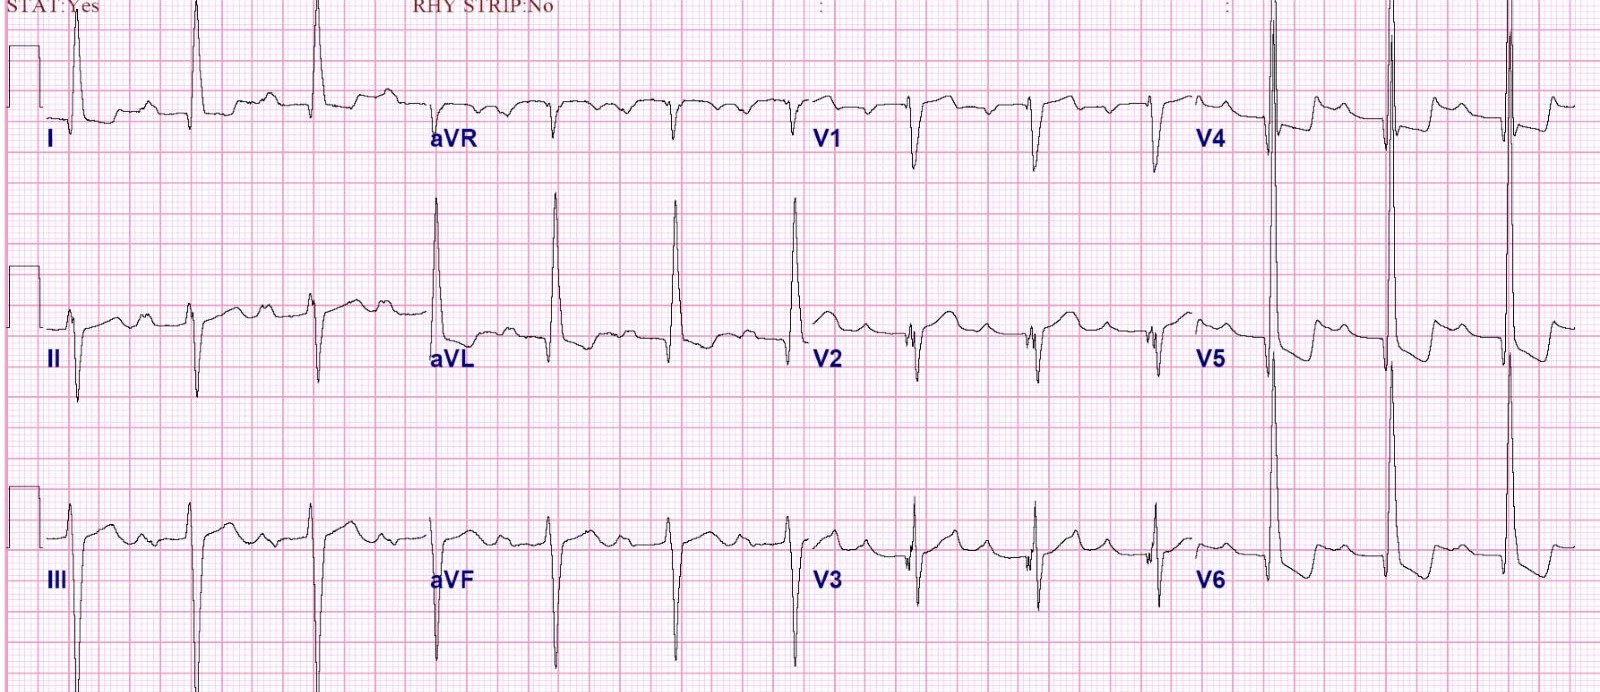 STAT:Yes RHY STRIP:No : :
I aVR V1 V4
II aVL V2 V5
III aVF V3 V6